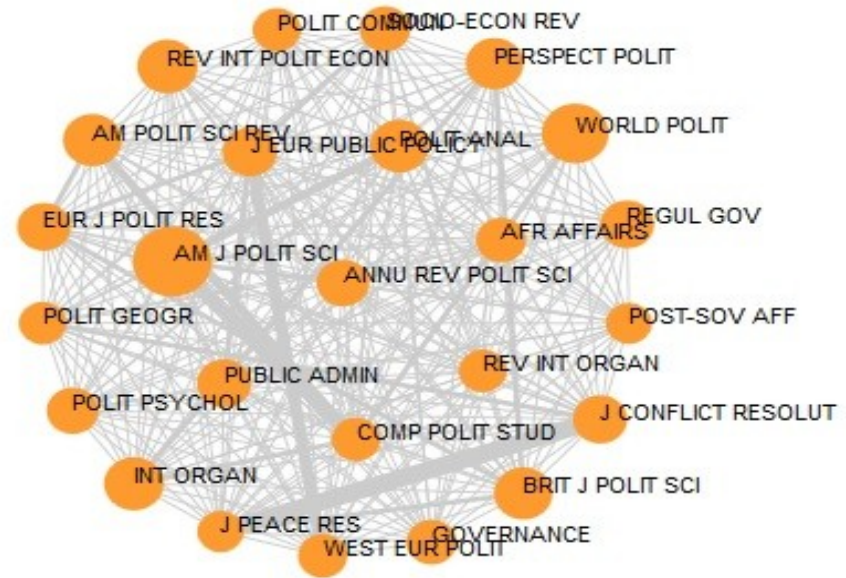 POLIT COMMUN
SOCIO-ECON REV
REV INT POLIT ECON
PERSPECT POLIT
AM POLIT SCI REV
J EUR PUBLIC POLICY
POLIT ANAL
WORLD POLIT
EUR J POLIT RES
AFR AFFAIRS
REGUL GOV
AM J POLIT SCI
ANNU REV POLIT SCI
POLIT GEOGR
POST-SOV AFF
PUBLIC ADMIN
REV INT ORGAN
POLIT PSYCHOL
J CONFLICT RESOLUT
COMP POLIT STUD
INT ORGAN
BRIT J POLIT SCI
J PEACE RES
GOVERNANCE
WEST EUR POLIT